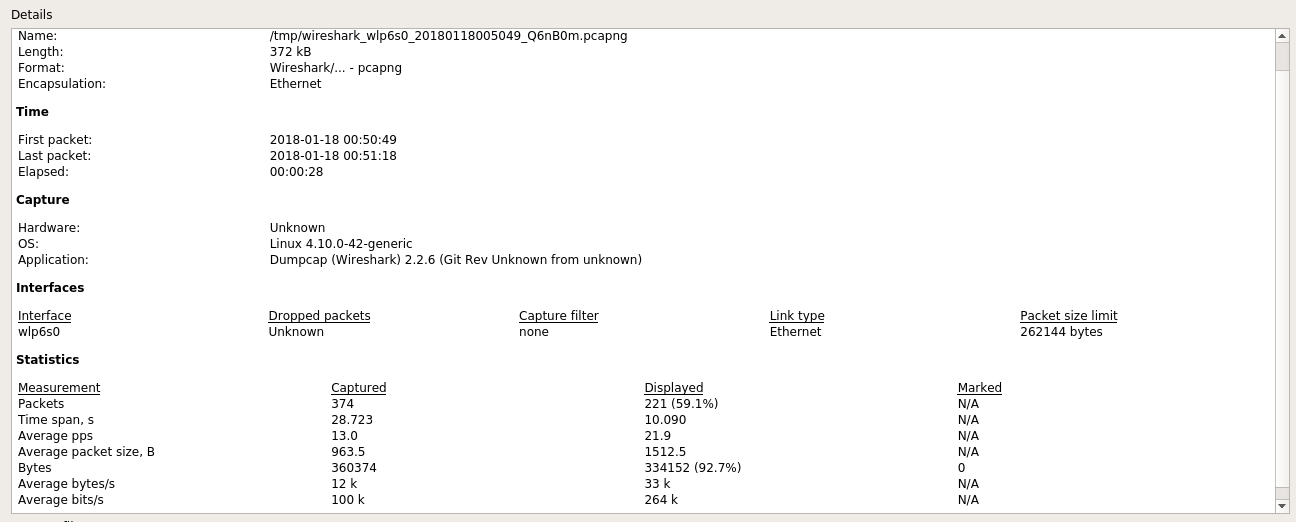 Details
Name: /tmp/wireshark_wlp6s0_20180118005049_Q6nB0m.pcapng
Length: 372 kB
Format: Wireshark/... - pcapng
Encapsulation: Ethernet
Time
First packet: 2018-01-18 00:50:49
Last packet: 2018-01-18 00:51:18
Elapsed: 00:00:28
Capture
Hardware: Unknown
OS: Linux 4.10.0-42-generic
Application: Dumpcap (Wireshark) 2.2.6 (Git Rev Unknown from unknown)
Interfaces
Interface Dropped packets Capture filter Link type Packet size limit
wlp6s0 Unknown none Ethernet 262144 bytes
Statistics
Measurement Captured Displayed Marked
Packets 374 221 (59.1%) N/A
Time span, s 28.723 10.090 N/A
Average pps 13.0 21.9 N/A
Average packet size, B 963.5 1512.5 N/A
Bytes 360374 334152 (92.7%) 0
Average bytes/s 12 k 33 k N/A
Average bits/s 100 k 264 k N/A